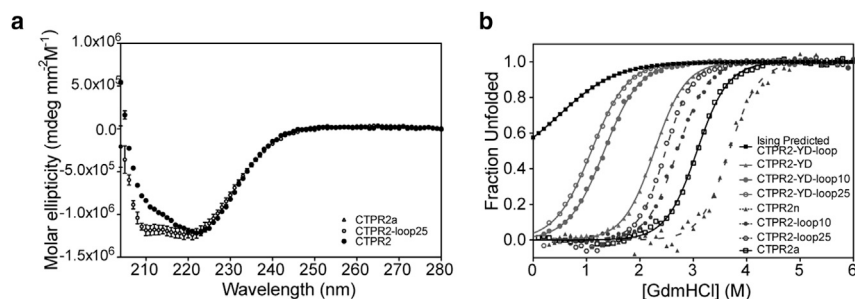 a
b
1.0x10⁶
5.0x10⁵
0.0
-5.0x10⁵
-1.0x10⁶
-1.5x10⁶
Molar ellipticity (mdeg mm⁻²M⁻¹)
210 220 230 240 250 260 270 280
Wavelength (nm)
CTPR2a
CTPR2-loop25
CTPR2
1.0
0.8
0.6
0.4
0.2
0.0
Fraction Unfolded
0 1 2 3 4 5 6
[GdmHCl] (M)
Ising Predicted
CTPR2-YD-loop
CTPR2-YD
CTPR2-YD-loop10
CTPR2-YD-loop25
CTPR2n
CTPR2-loop10
CTPR2-loop25
CTPR2a